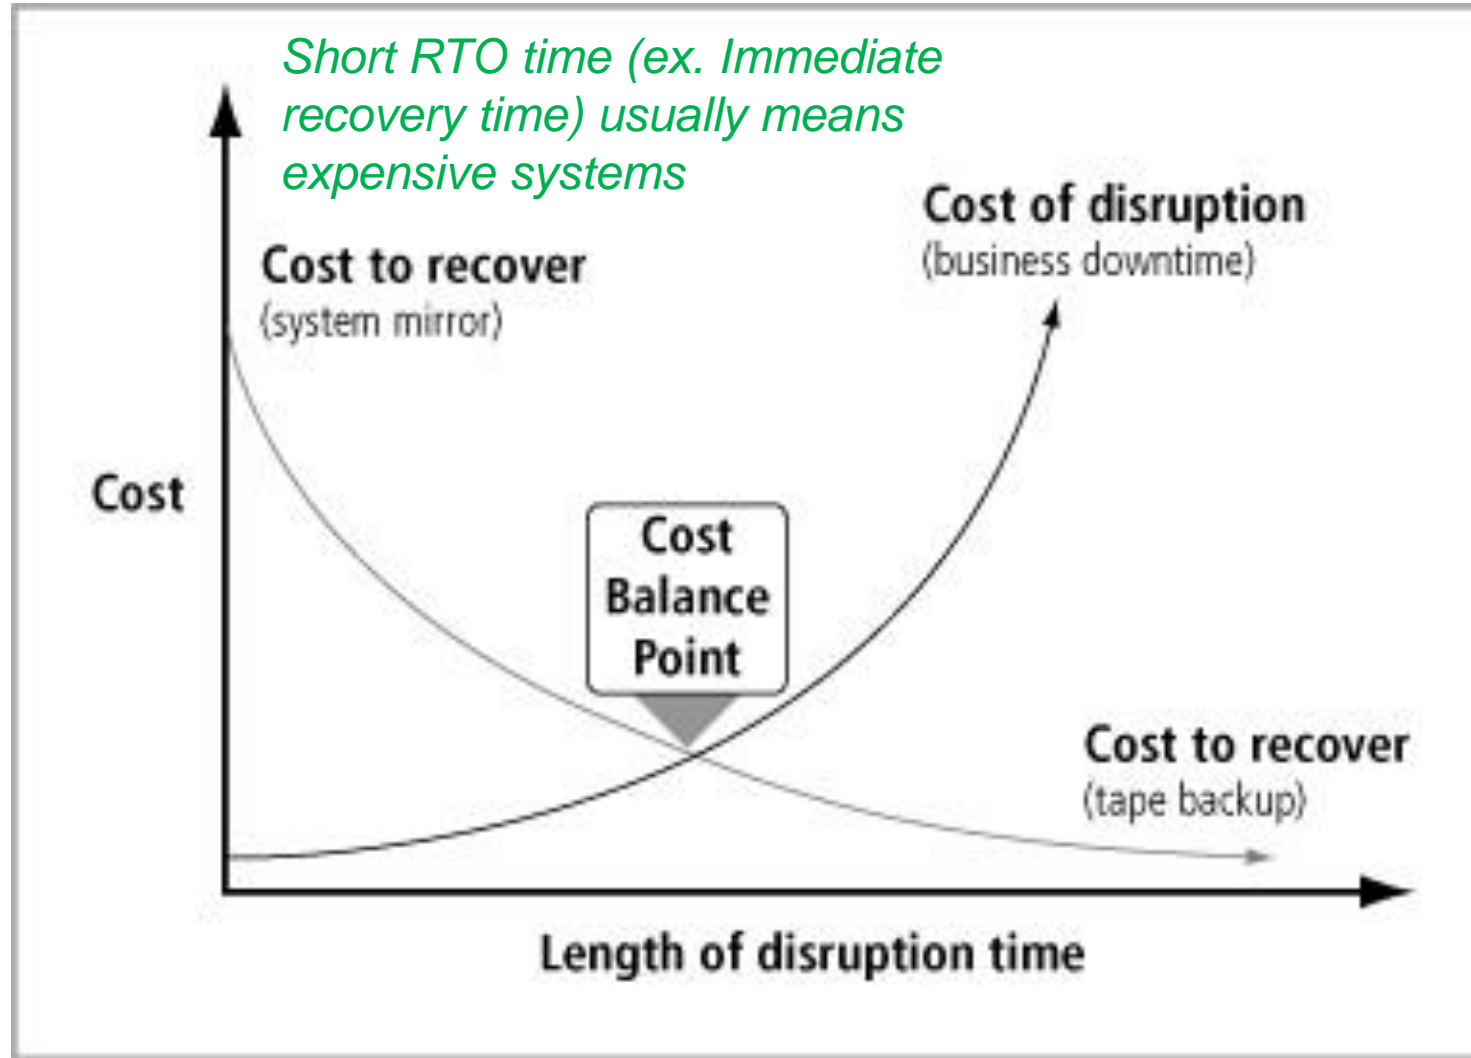 Short RTO time (ex. Immediate
recovery time) usually means
expensive systems
Cost of disruption
(business downtime)
Cost to recover
(system mirror)
Cost
Cost
Balance
Point
Cost to recover
(tape backup)
Length of disruption time